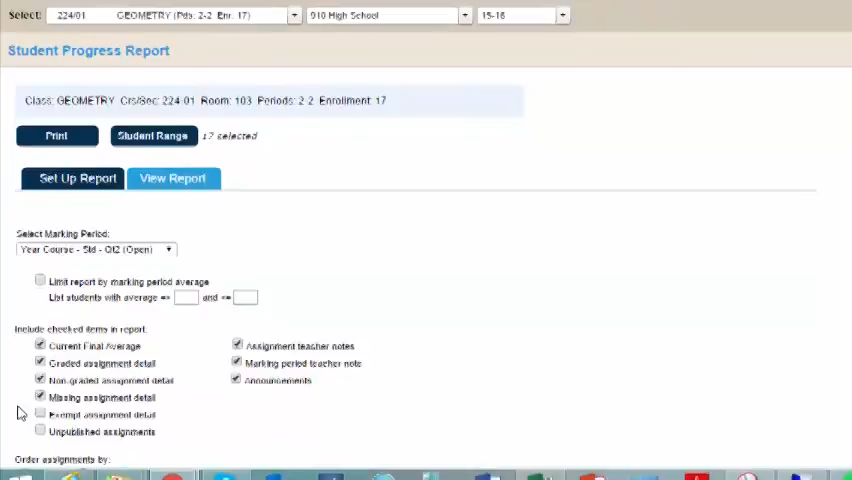 Select: 224/01 GEOMETRY (Pds: 2-2 Enr: 17) 910 High School 15-16
Student Progress Report
Class: GEOMETRY Crs/Sec: 224-01 Room: 103 Periods: 2-2 Enrollment: 17
Print Student Range 17 selected
Set Up Report View Report
Select Marking Period:
Year Course - Std - Qt2 (Open)
Limit report by marking period average
List students with average => and <=
Include checked items in report:
Current Final Average Assignment teacher notes
Graded assignment detail Marking period teacher note
Non-graded assignment detail Announcements
Missing assignment detail
Exempt assignment detail
Unpublished assignments
Order assignments by: